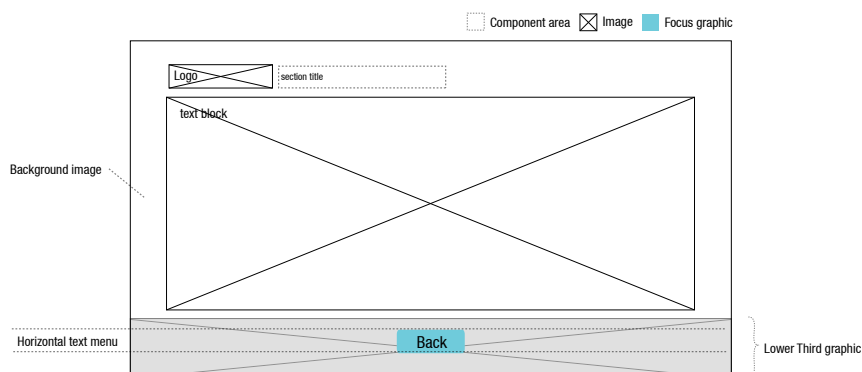 Component area
Image
Focus graphic
Logo
section title
text block
Background image
Back
Horizontal text menu
Lower Third graphic